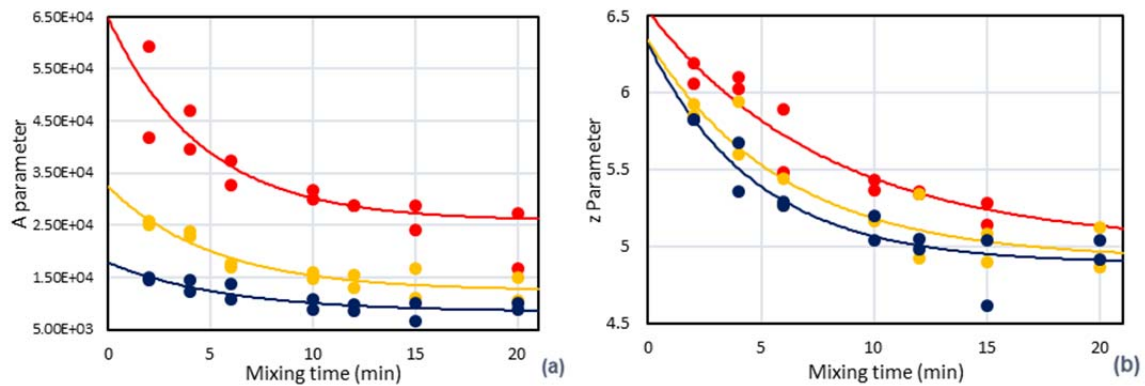 6.50E+04
5.50E+04
4.50E+04
3.50E+04
2.50E+04
1.50E+04
5.00E+03
A parameter
0 5 10 15 20
Mixing time (min)
(a)
6.5
6
5.5
5
4.5
z Parameter
0 5 10 15 20
Mixing time (min)
(b)